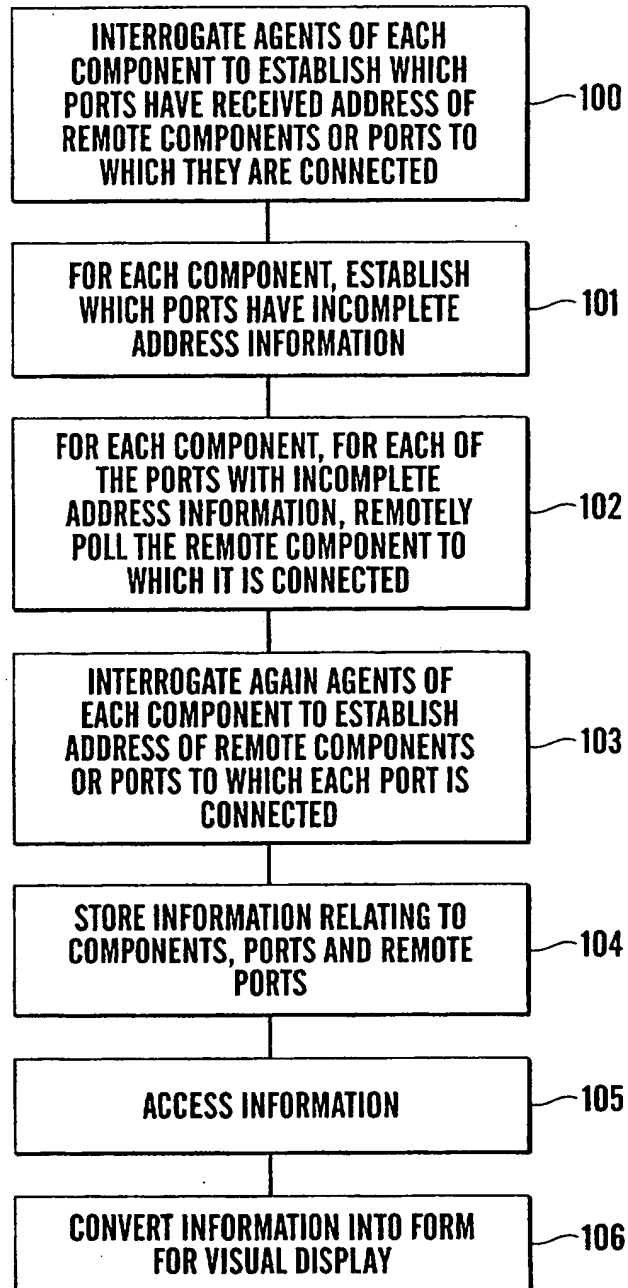 INTERROGATE AGENTS OF EACH
COMPONENT TO ESTABLISH WHICH
PORTS HAVE RECEIVED ADDRESS OF
REMOTE COMPONENTS OR PORTS TO
WHICH THEY ARE CONNECTED
100
FOR EACH COMPONENT, ESTABLISH
WHICH PORTS HAVE INCOMPLETE
ADDRESS INFORMATION
101
FOR EACH COMPONENT, FOR EACH OF
THE PORTS WITH INCOMPLETE
ADDRESS INFORMATION, REMOTELY
POLL THE REMOTE COMPONENT TO
WHICH IT IS CONNECTED
102
INTERROGATE AGAIN AGENTS OF
EACH COMPONENT TO ESTABLISH
ADDRESS OF REMOTE COMPONENTS
OR PORTS TO WHICH EACH PORT IS
CONNECTED
103
STORE INFORMATION RELATING TO
COMPONENTS, PORTS AND REMOTE
PORTS
104
ACCESS INFORMATION
105
CONVERT INFORMATION INTO FORM
FOR VISUAL DISPLAY
106